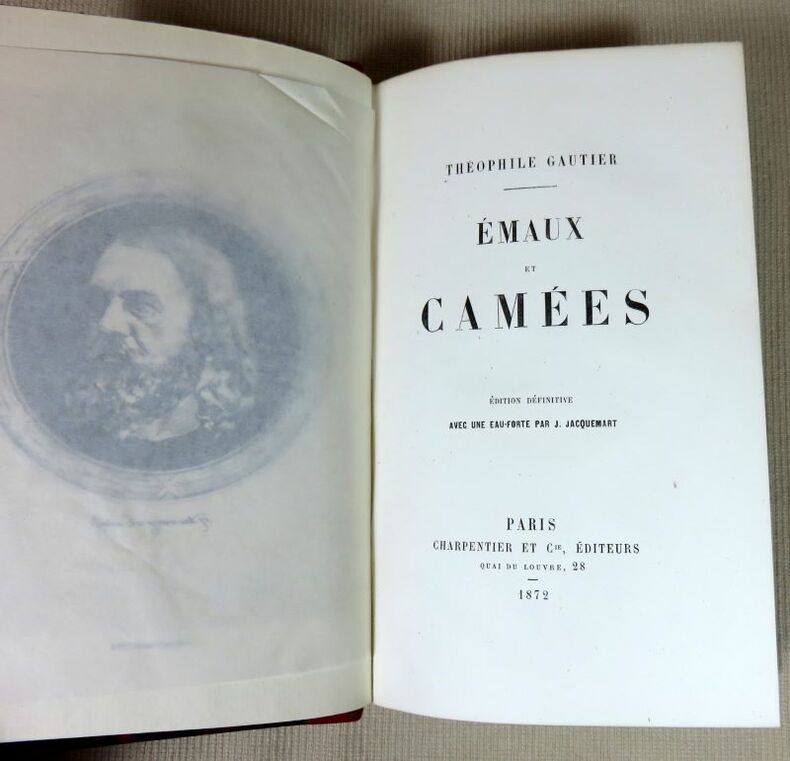 THÉOPHILE GAUTIER
ÉMAUX
ET
CAMÉES
ÉDITION DÉFINITIVE
AVEC UNE EAU-FORTE PAR J. JACQUEMART
PARIS
CHARPENTIER ET Cie, ÉDITEURS
QUAI DU LOUVRE, 28
1872